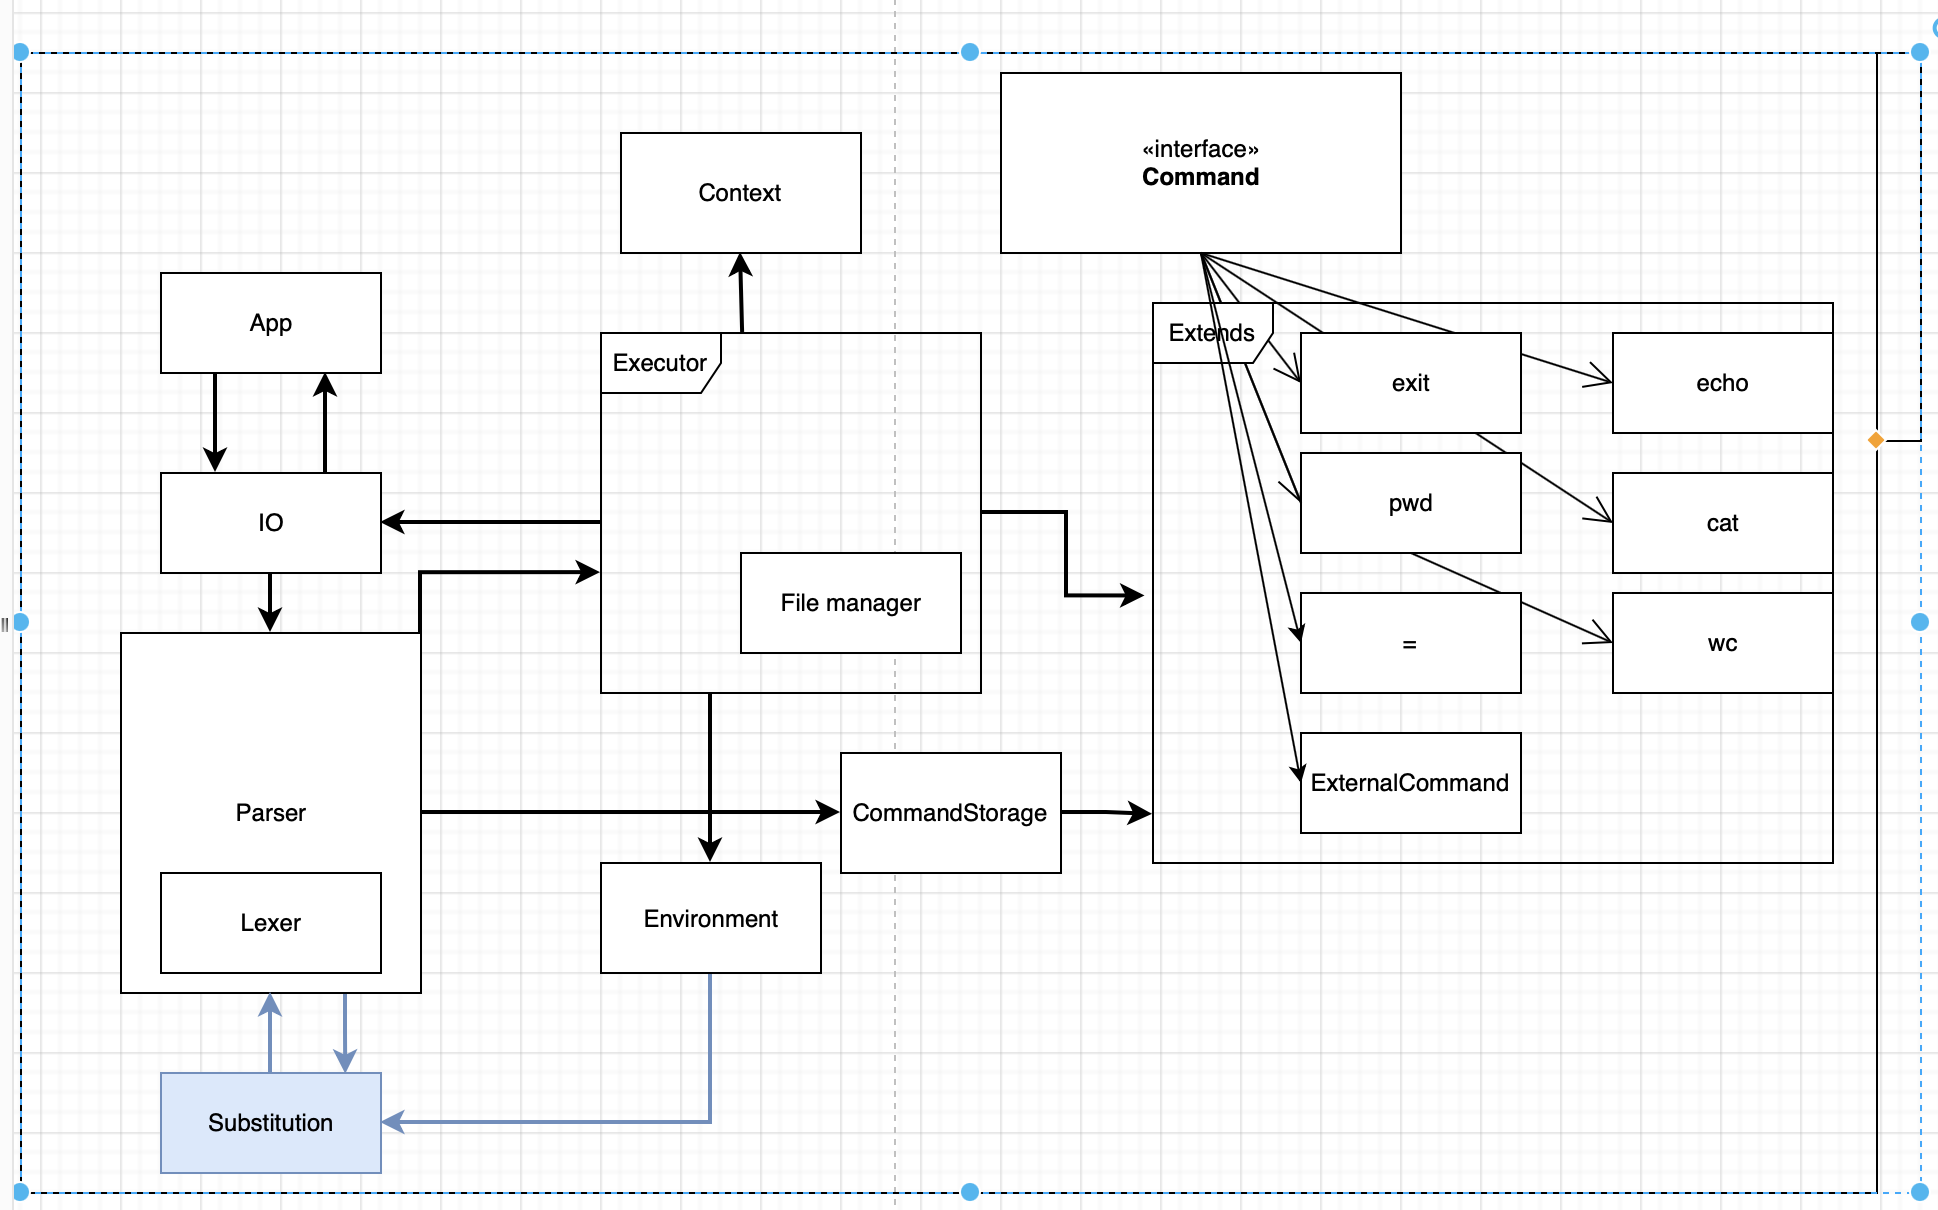 «interface»
Command
Context
App
Executor
Extends
exit
echo
IO
pwd
cat
File manager
=
wc
Parser
CommandStorage
ExternalCommand
Lexer
Environment
Substitution